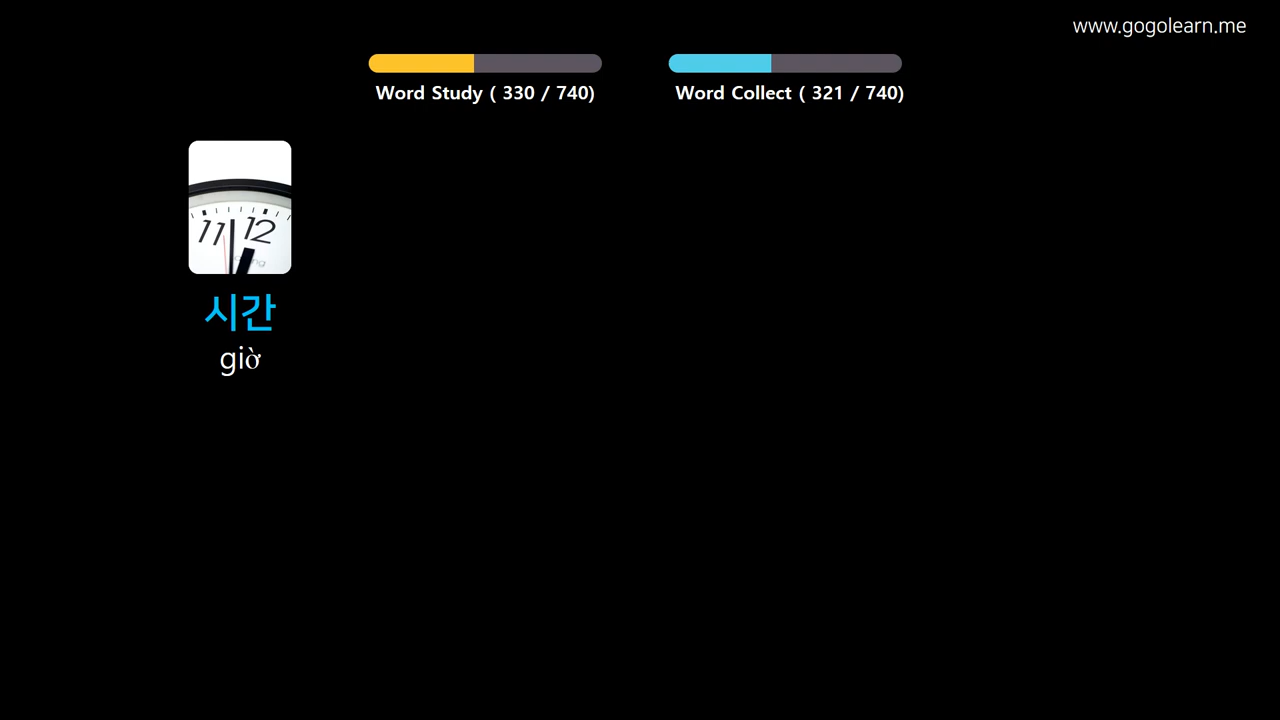 www.gogolearn.me
Word Study ( 330 / 740)
Word Collect ( 321 / 740)
11 12
시간
giờ